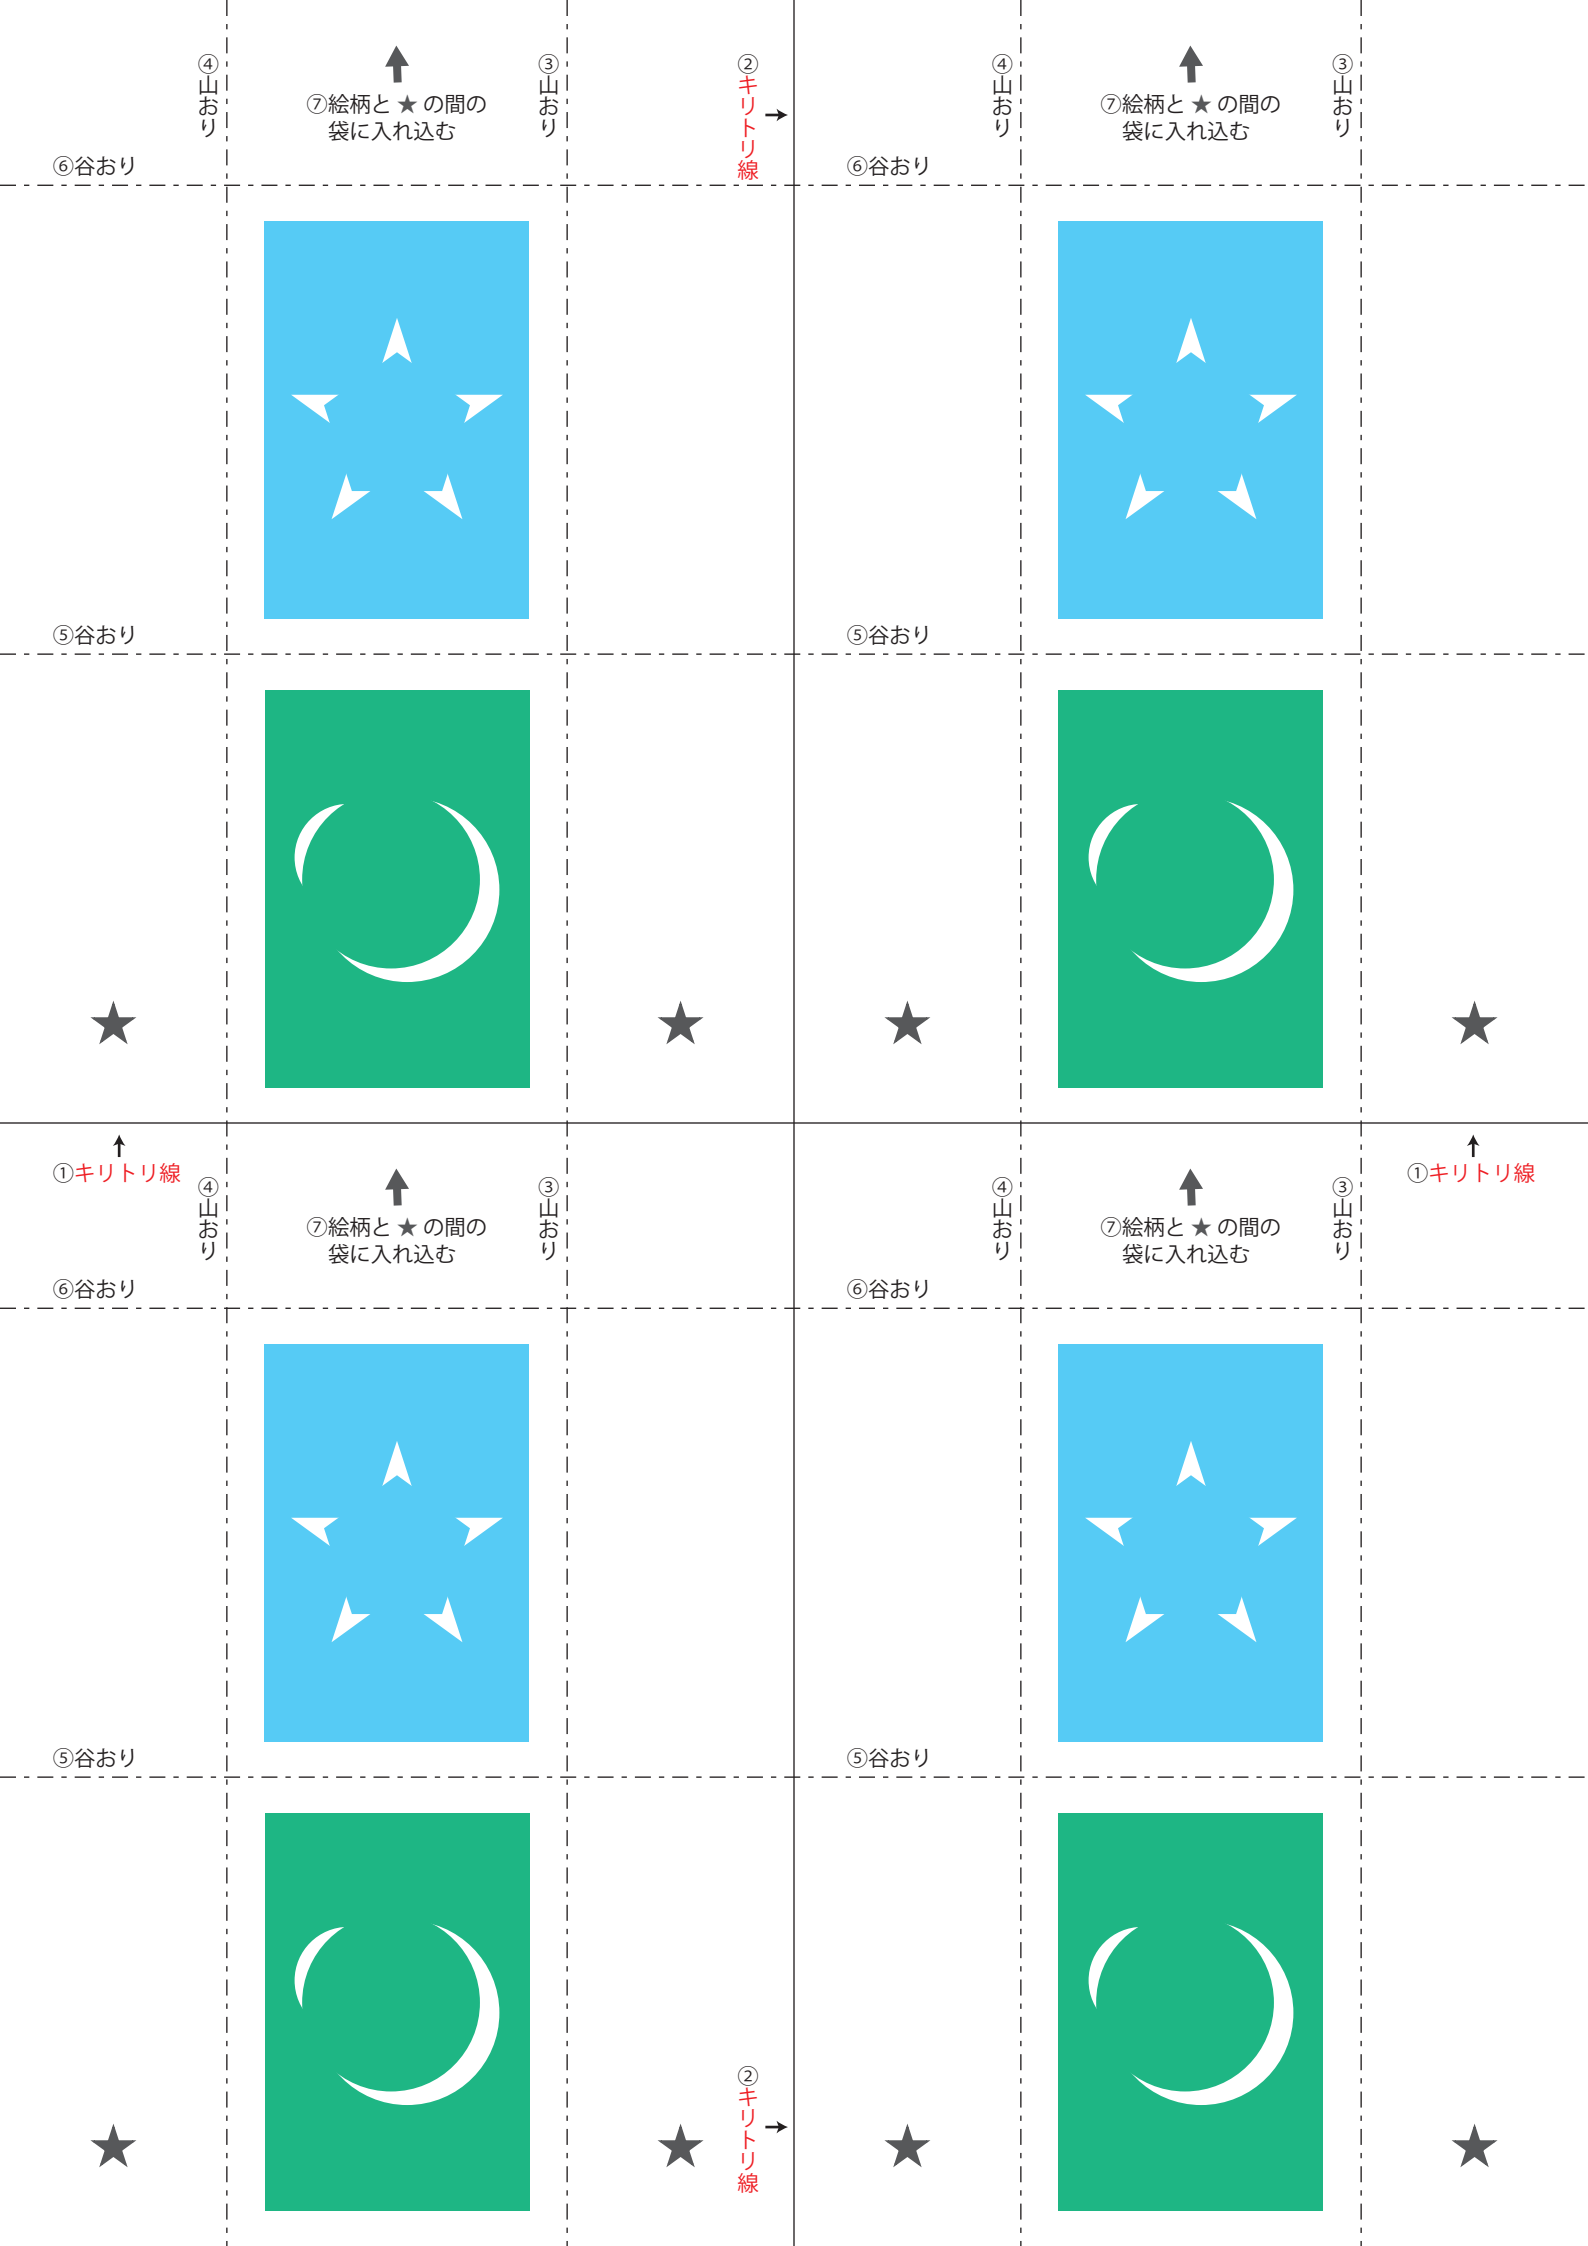 ④山おり
⑦絵柄と★の間の
袋に入れ込む
③山おり
②キリトリ線
⑥谷おり
④山おり
⑦絵柄と★の間の
袋に入れ込む
③山おり
⑥谷おり
⑤谷おり
⑤谷おり
①キリトリ線
④山おり
⑦絵柄と★の間の
袋に入れ込む
③山おり
⑥谷おり
④山おり
⑦絵柄と★の間の
袋に入れ込む
③山おり
①キリトリ線
⑥谷おり
⑤谷おり
⑤谷おり
②キリトリ線